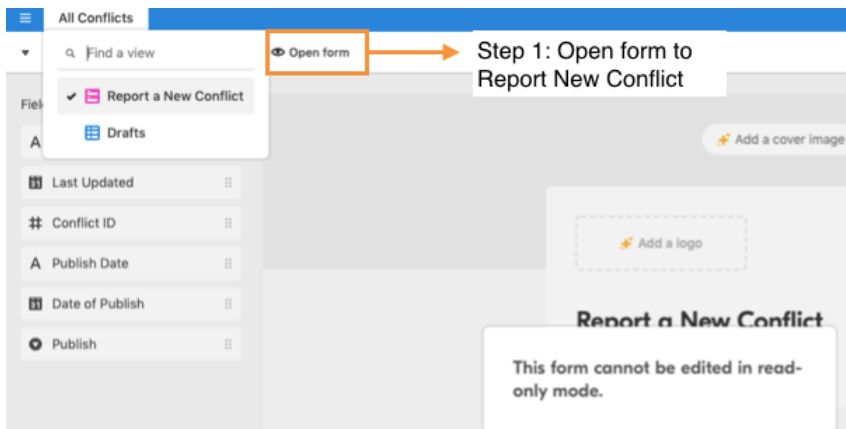 All Conflicts
Find a view
Open form
Step 1: Open form to
Report New Conflict
Report a New Conflict
Drafts
Fiel
A
Add a cover image
Last Updated
# Conflict ID
Add a logo
A Publish Date
Date of Publish
Report a New Conflict
Publish
This form cannot be edited in read-
only mode.